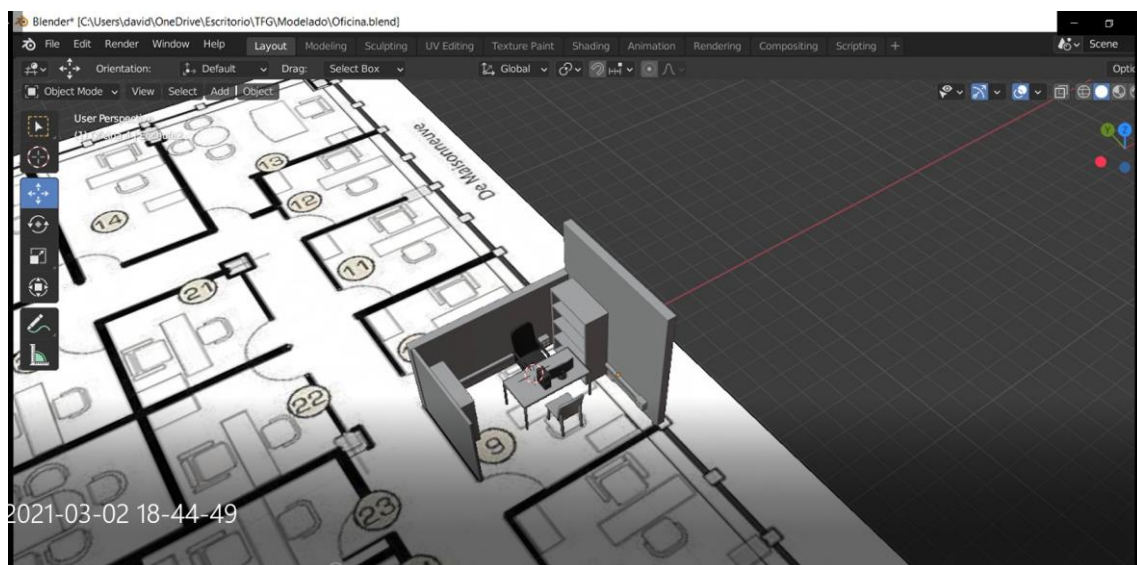 Blender* [C:\Users\david\OneDrive\Escritorio\TFG\Modelado\Oficina.blend]
File Edit Render Window Help Layout Modeling Sculpting UV Editing Texture Paint Shading Animation Rendering Compositing Scripting + Scene
Orientation: Default Drag: Select Box Global Optio
Object Mode View Select Add Object
User Perspective
De Maisonneuve
13
12
14
11
21
22
9
23
2021-03-02 18-44-49